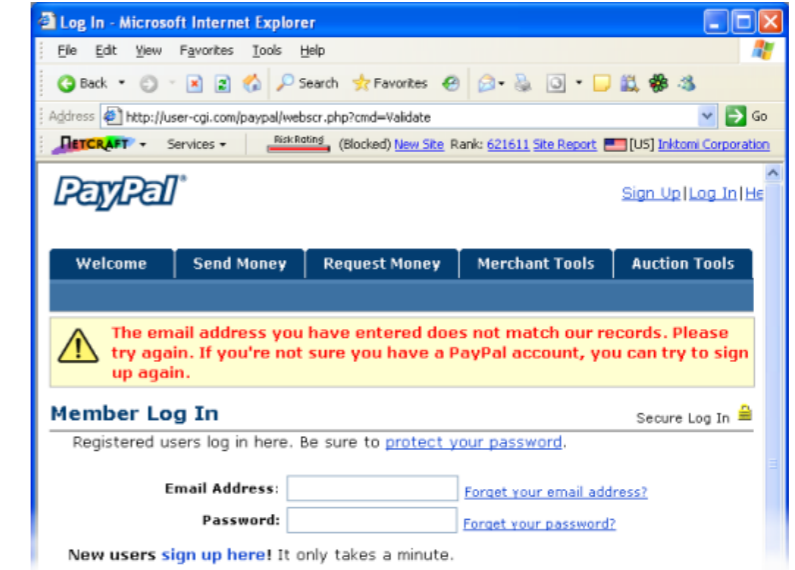 Log In - Microsoft Internet Explorer
File Edit View Favorites Tools Help
Back Search Favorites
Address http://user-cgi.com/paypal/webscr.php?cmd=Validate Go
NETCRAFT Services Risk Rating (Blocked) New Site Rank: 621611 Site Report [US] Inktomi Corporation
PayPal®
Sign Up|Log In|He
Welcome Send Money Request Money Merchant Tools Auction Tools
The email address you have entered does not match our records. Please
try again. If you're not sure you have a PayPal account, you can try to sign
up again.
Member Log In Secure Log In
Registered users log in here. Be sure to protect your password.
Email Address: Forget your email address?
Password: Forget your password?
New users sign up here! It only takes a minute.